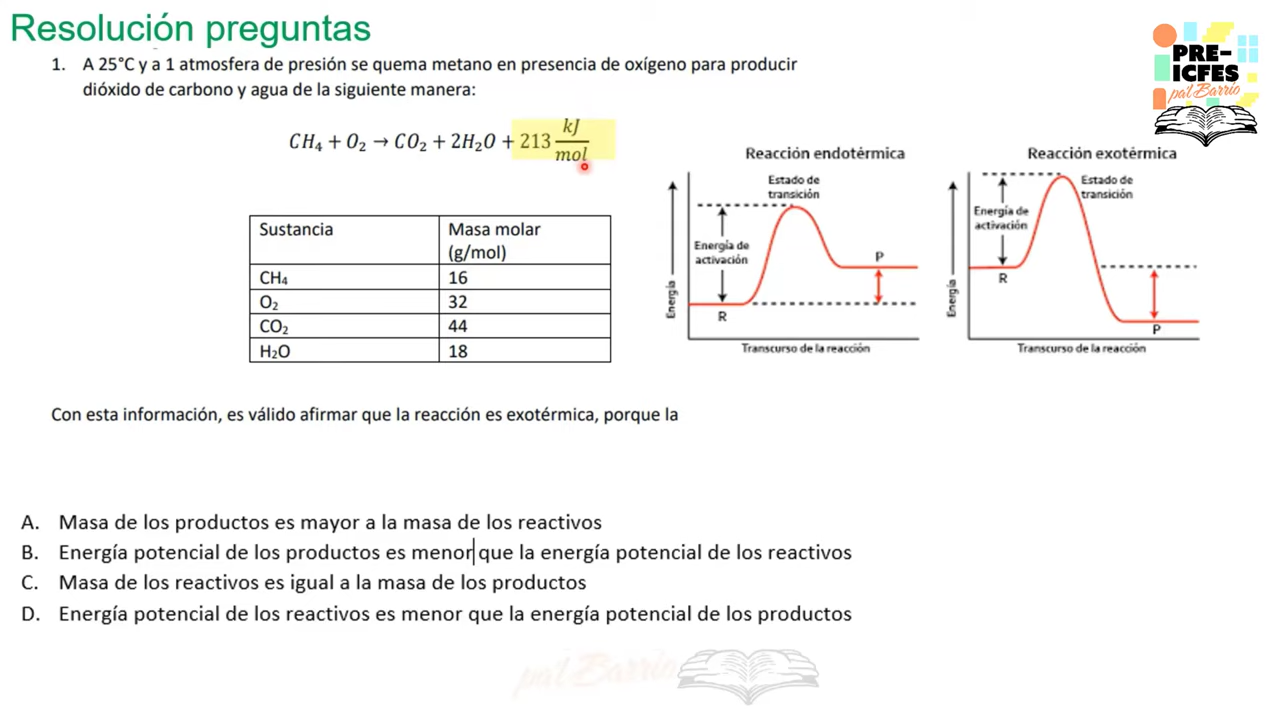 Resolución preguntas
PRE-
ICFES
pa'l Barrio
1. A 25°C y a 1 atmosfera de presión se quema metano en presencia de oxígeno para producir
dióxido de carbono y agua de la siguiente manera:
CH₄ + O₂ → CO₂ + 2H₂O + 213 kJ/mol
Sustancia Masa molar
(g/mol)
CH₄ 16
O₂ 32
CO₂ 44
H₂O 18
Reacción endotérmica
Estado de
transición
Energía de
activación
P
R
Energía
Transcurso de la reacción
Reacción exotérmica
Estado de
transición
Energía de
activación
R
P
Energía
Transcurso de la reacción
Con esta información, es válido afirmar que la reacción es exotérmica, porque la
A. Masa de los productos es mayor a la masa de los reactivos
B. Energía potencial de los productos es menor que la energía potencial de los reactivos
C. Masa de los reactivos es igual a la masa de los productos
D. Energía potencial de los reactivos es menor que la energía potencial de los productos
pa'l Barrio